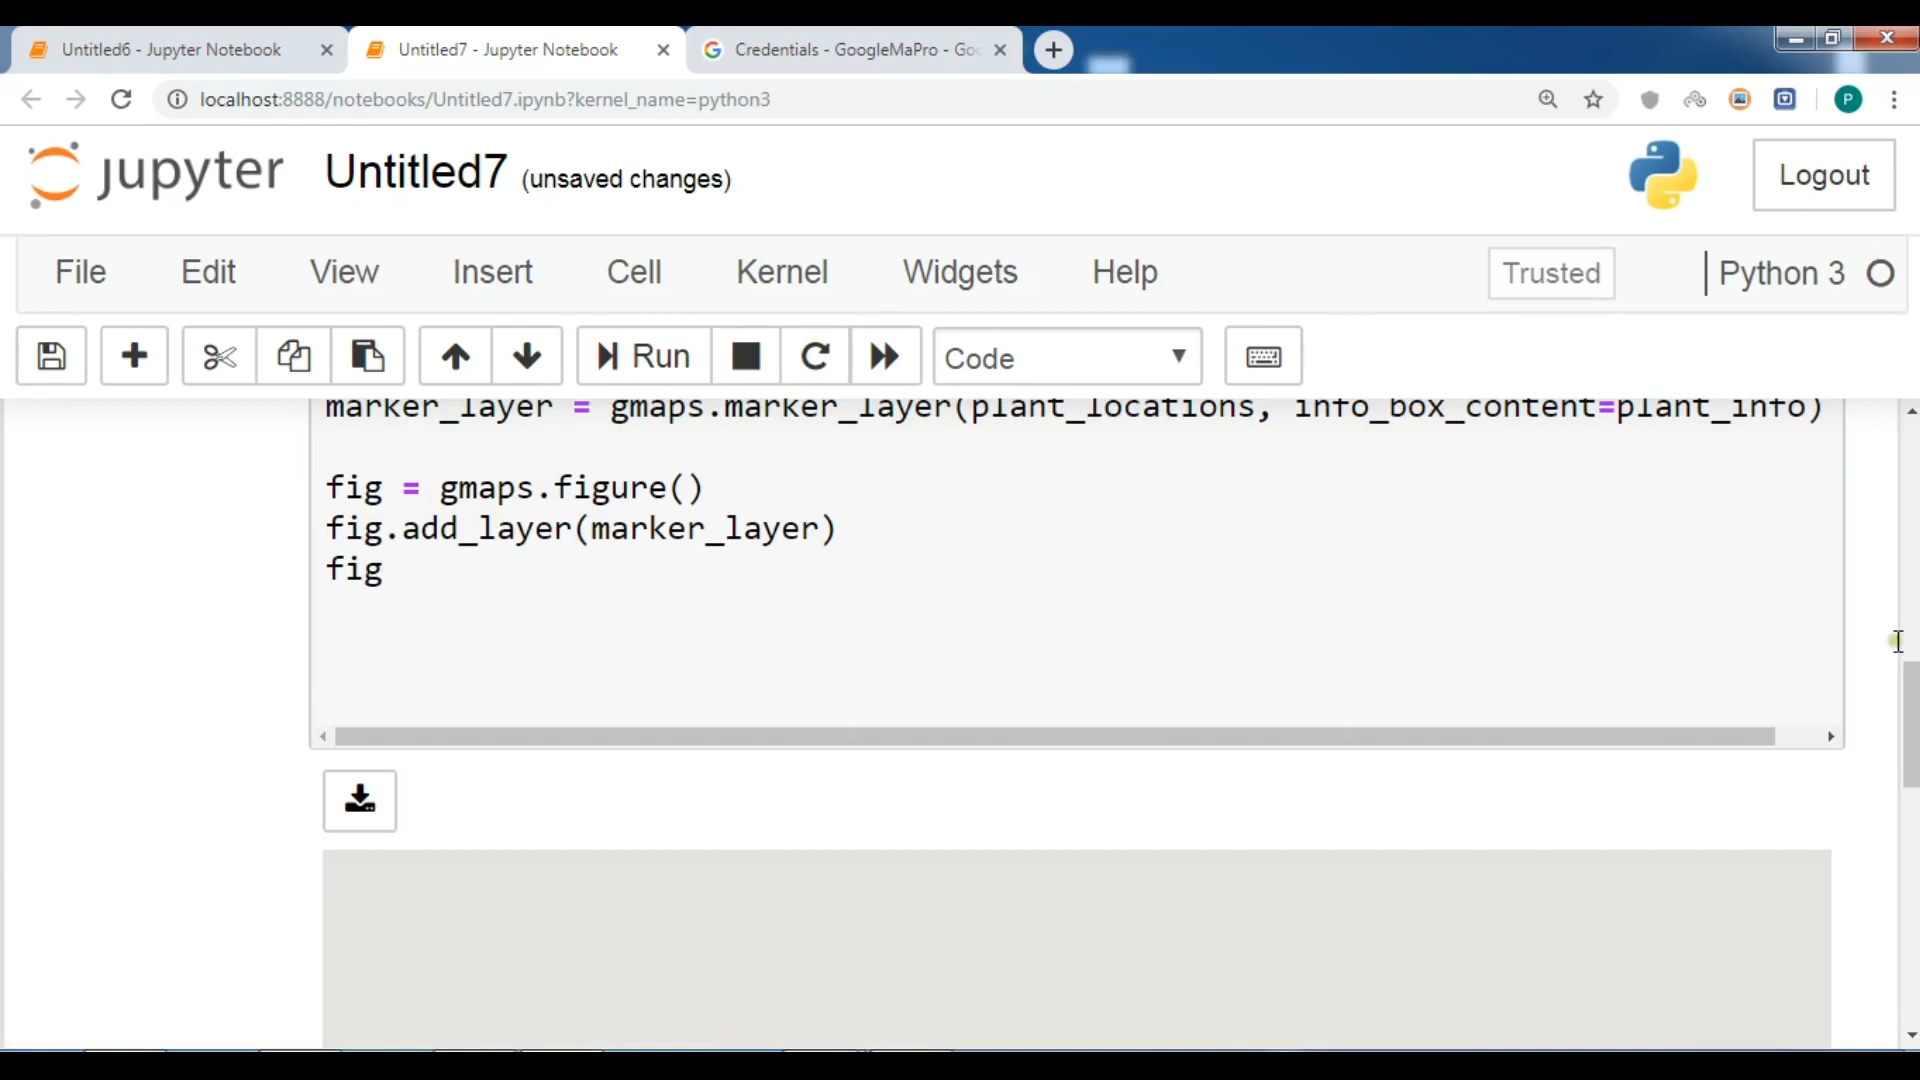 Untitled6 - Jupyter Notebook
Untitled7 - Jupyter Notebook
Credentials - GoogleMaPro - Goo
localhost:8888/notebooks/Untitled7.ipynb?kernel_name=python3
P
jupyter Untitled7 (unsaved changes)
Logout
File Edit View Insert Cell Kernel Widgets Help
Trusted
Python 3
Run
Code
marker_layer = gmaps.marker_layer(plant_locations, info_box_content=plant_info)
fig = gmaps.figure()
fig.add_layer(marker_layer)
fig